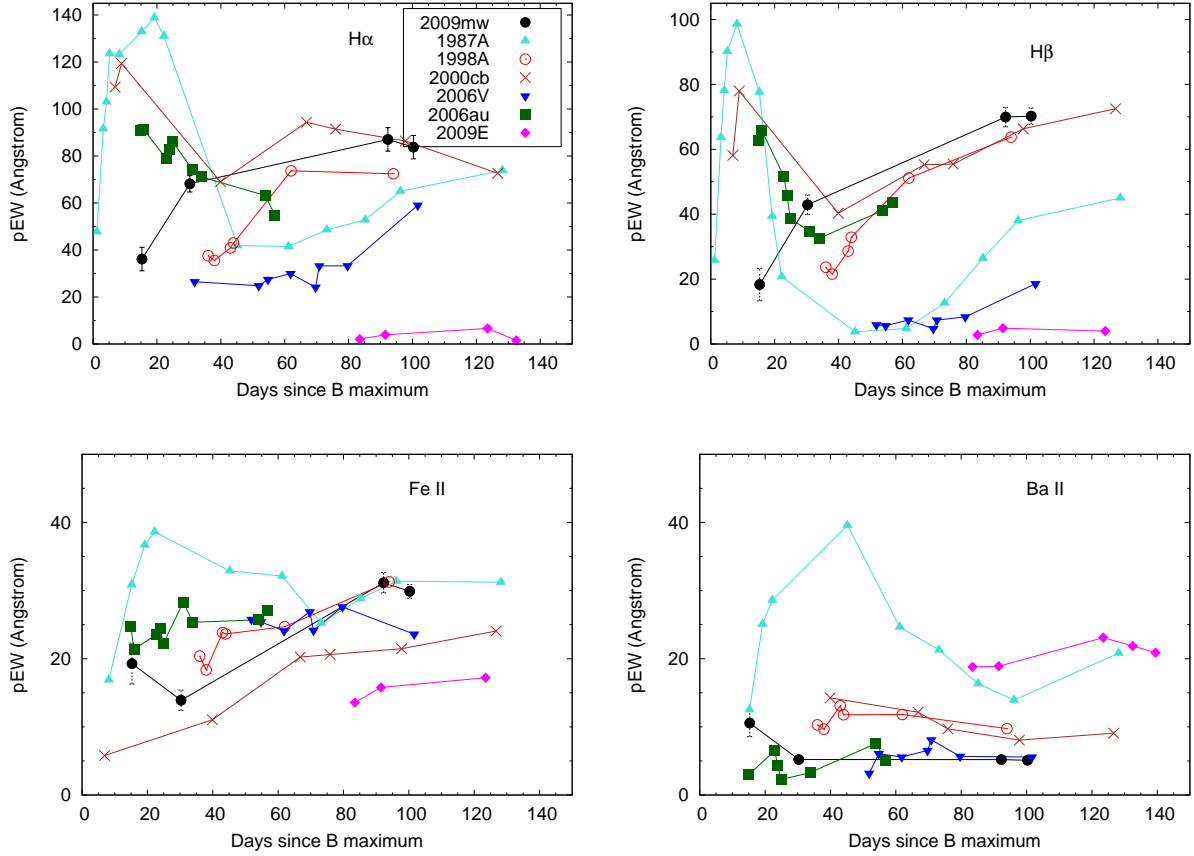 Hα
2009mw
1987A
1998A
2000cb
2006V
2006au
2009E
pEW (Angstrom)
0
20
40
60
80
100
120
140
0 20 40 60 80 100 120 140
Days since B maximum
Hβ
pEW (Angstrom)
0
20
40
60
80
100
0 20 40 60 80 100 120 140
Days since B maximum
Fe II
pEW (Angstrom)
0
20
40
0 20 40 60 80 100 120 140
Days since B maximum
Ba II
pEW (Angstrom)
0
20
40
0 20 40 60 80 100 120 140
Days since B maximum